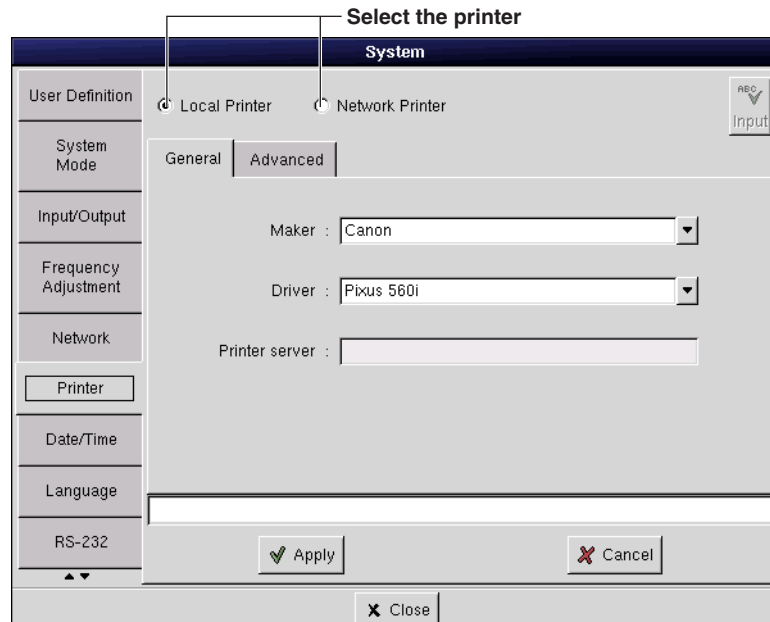 Select the printer
System
User Definition
System
Mode
Input/Output
Frequency
Adjustment
Network
Printer
Date/Time
Language
RS-232
Local Printer
Network Printer
ABC
Input
General
Advanced
Maker :
Canon
Driver :
Pixus 560i
Printer server :
Apply
Cancel
Close